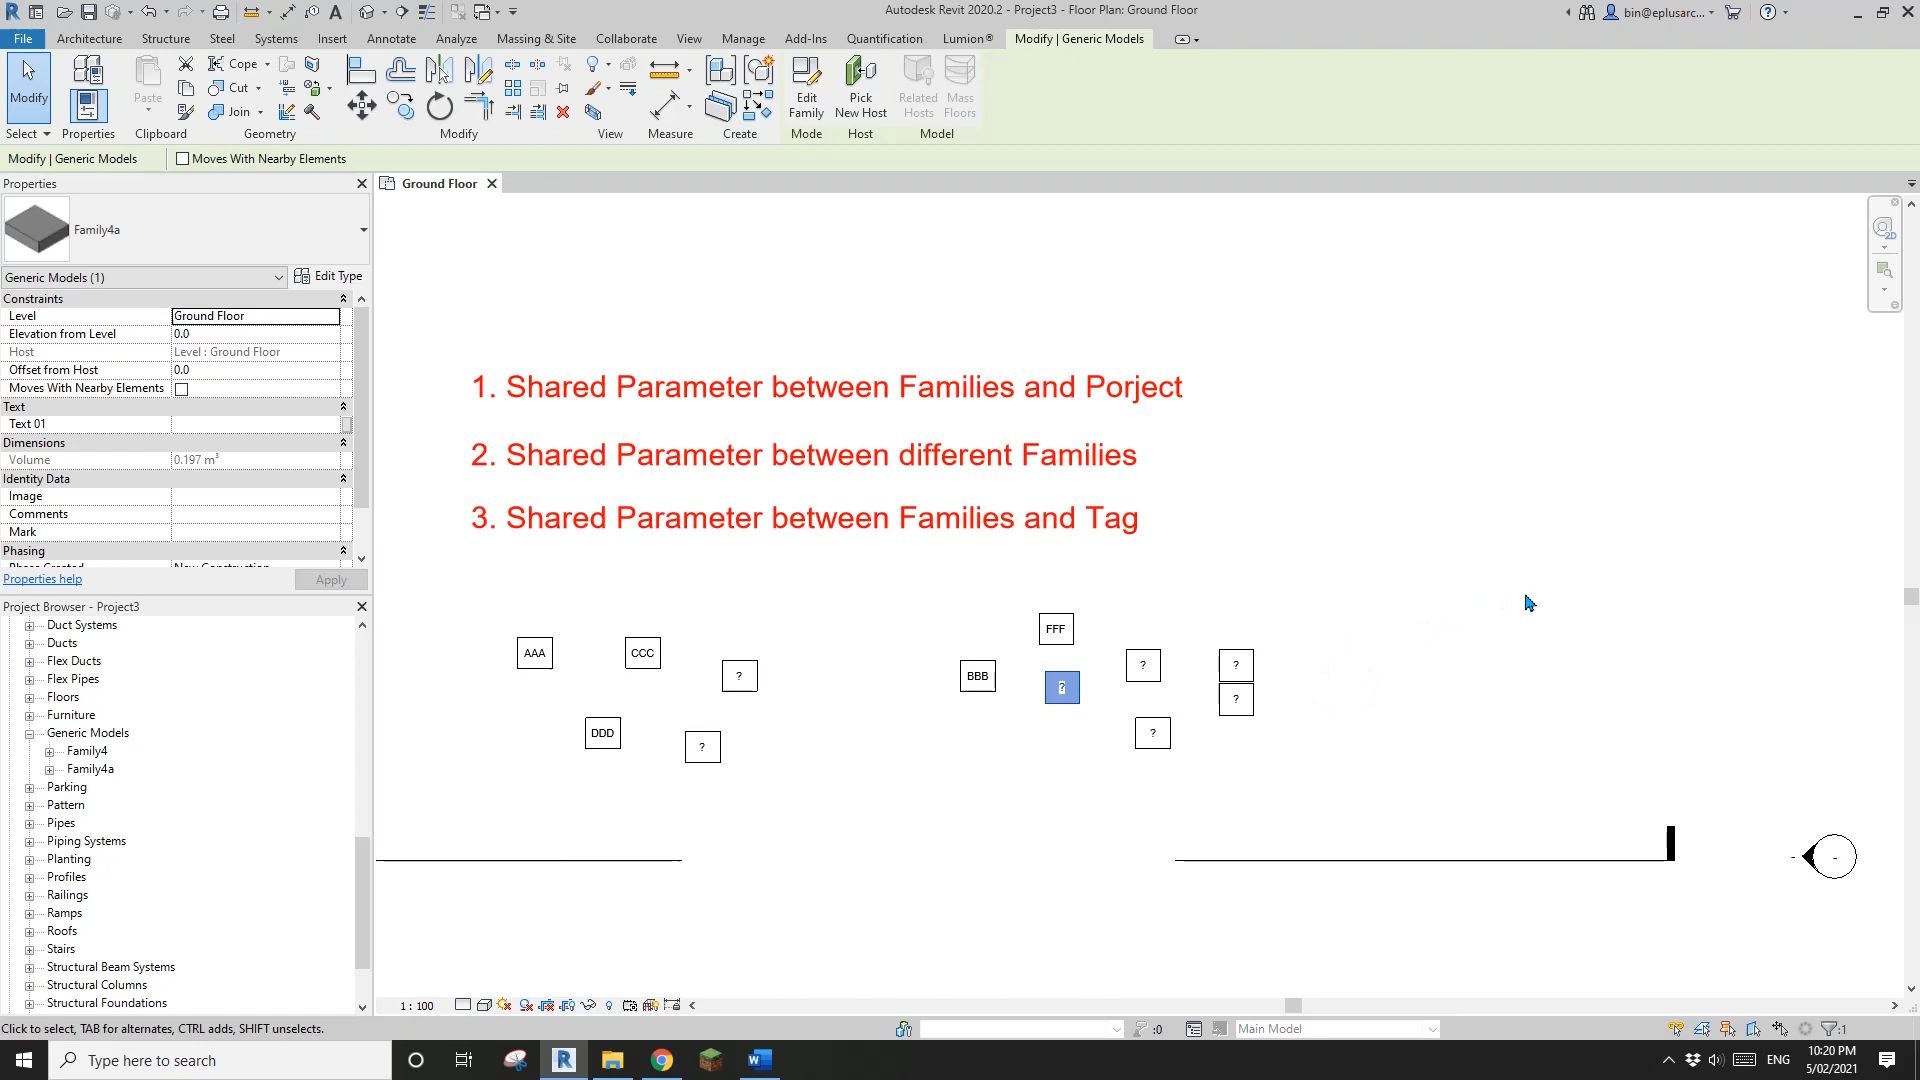 Autodesk Revit 2020.2 - Project3 - Floor Plan: Ground Floor
bin@eplusarc...
File Architecture Structure Steel Systems Insert Annotate Analyze Massing & Site Collaborate View Manage Add-Ins Quantification Lumion® Modify | Generic Models
Modify
Paste
Cope
Cut
Join
Edit Family
Pick New Host
Related Hosts
Mass Floors
Select Properties Clipboard Geometry Modify View Measure Create Mode Host Model
Modify | Generic Models Moves With Nearby Elements
Properties
Ground Floor
Family4a
Generic Models (1) Edit Type
Constraints
Level Ground Floor
Elevation from Level 0.0
Host Level : Ground Floor
Offset from Host 0.0
Moves With Nearby Elements
Text
Text 01
Dimensions
Volume 0.197 m³
Identity Data
Image
Comments
Mark
Phasing
Phase Created New Construction
Properties help Apply
Project Browser - Project3
Duct Systems
Ducts
Flex Ducts
Flex Pipes
Floors
Furniture
Generic Models
Family4
Family4a
Parking
Pattern
Pipes
Piping Systems
Planting
Profiles
Railings
Ramps
Roofs
Stairs
Structural Beam Systems
Structural Columns
Structural Foundations
1. Shared Parameter between Families and Porject
2. Shared Parameter between different Families
3. Shared Parameter between Families and Tag
FFF
AAA CCC ? BBB ? ? ?
?
DDD ? ?
2D
1 : 100
Click to select, TAB for alternates, CTRL adds, SHIFT unselects.
:0
Main Model
:1
Type here to search
ENG
10:20 PM
5/02/2021